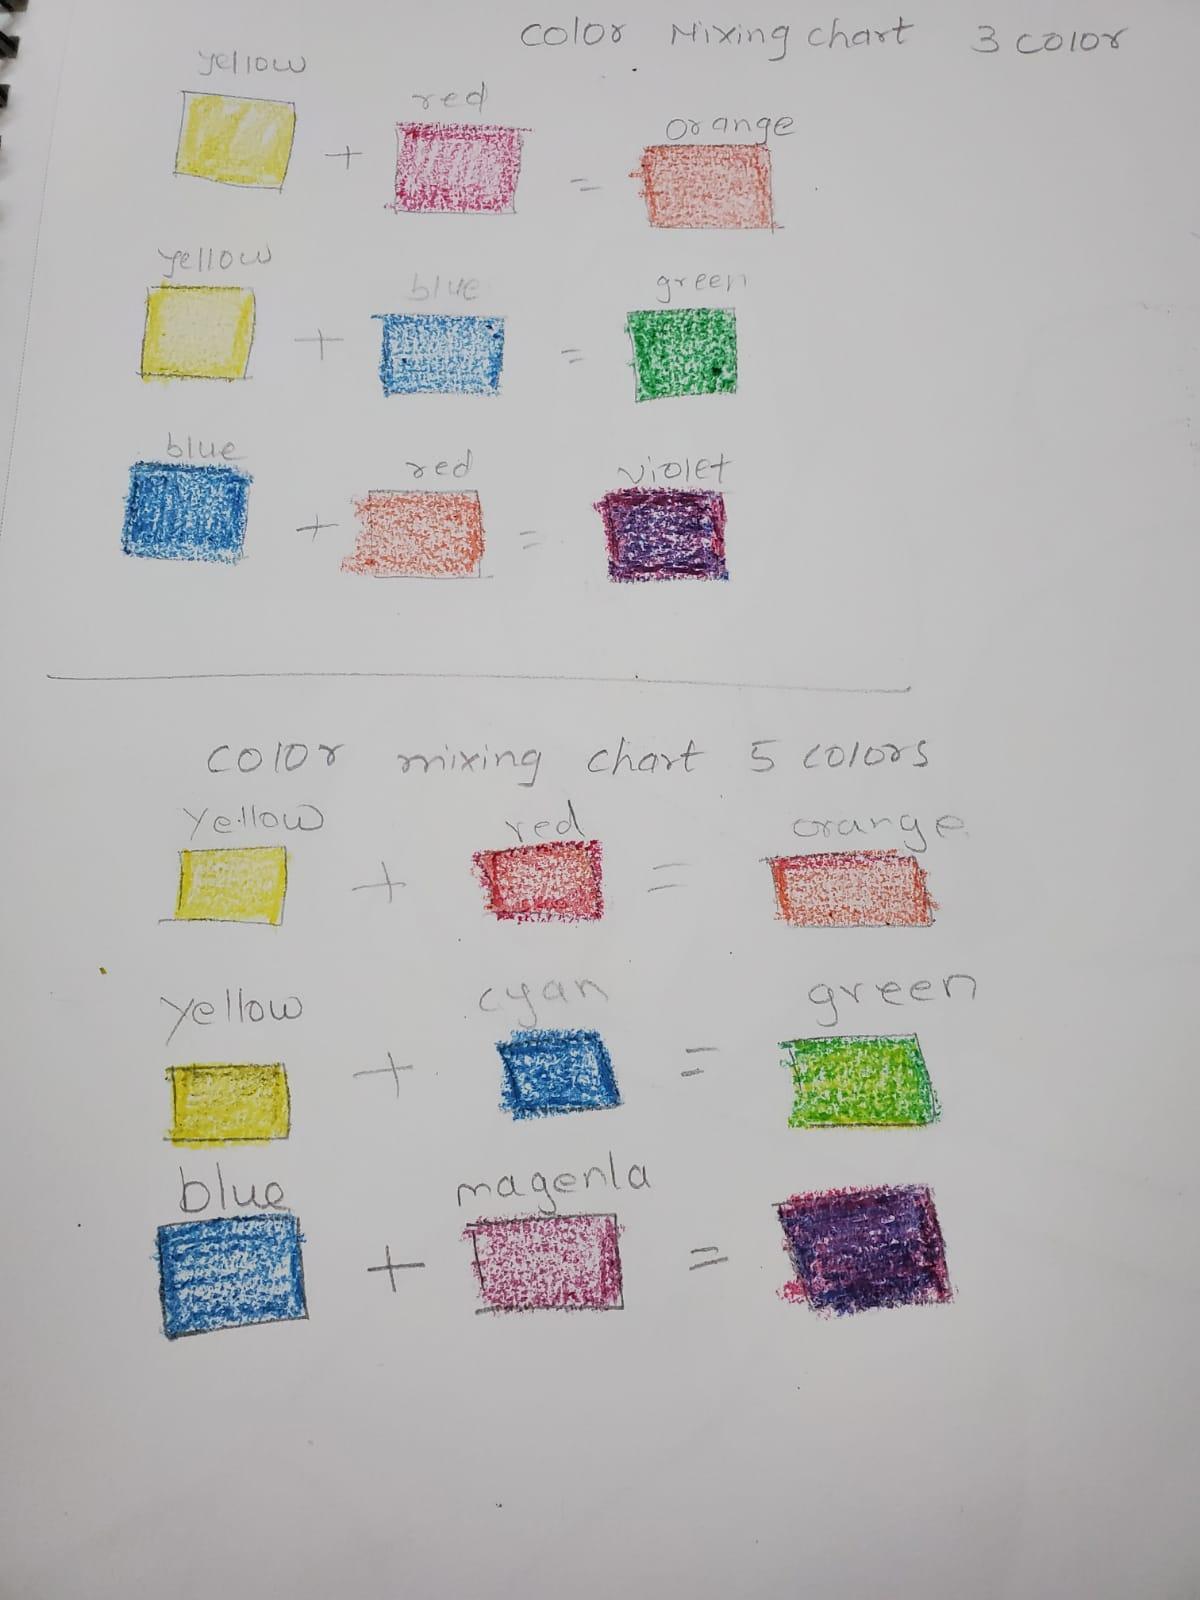 color Mixing chart 3 color
yellow + red = orange
yellow + blue = green
blue + red = violet
color mixing chart 5 colors
yellow + red = orange
yellow + cyan = green
blue + magenla =